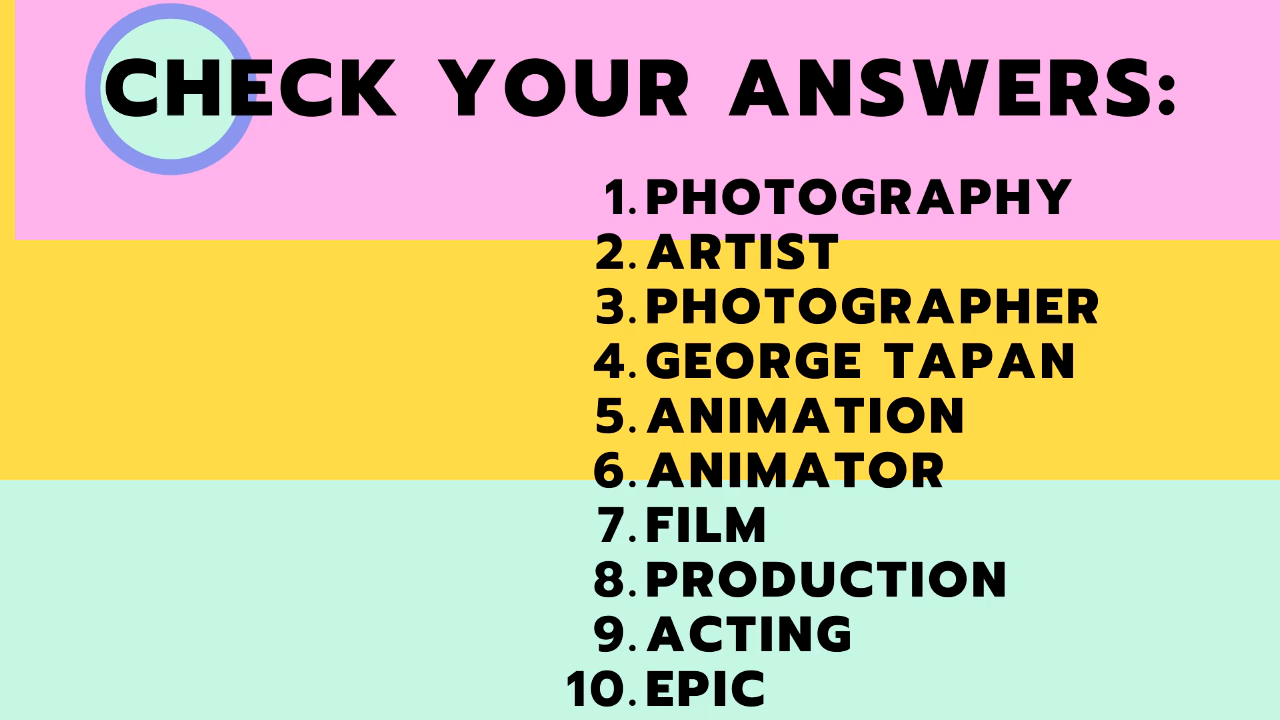 CHECK YOUR ANSWERS:
1. PHOTOGRAPHY
2. ARTIST
3. PHOTOGRAPHER
4. GEORGE TAPAN
5. ANIMATION
6. ANIMATOR
7. FILM
8. PRODUCTION
9. ACTING
10. EPIC